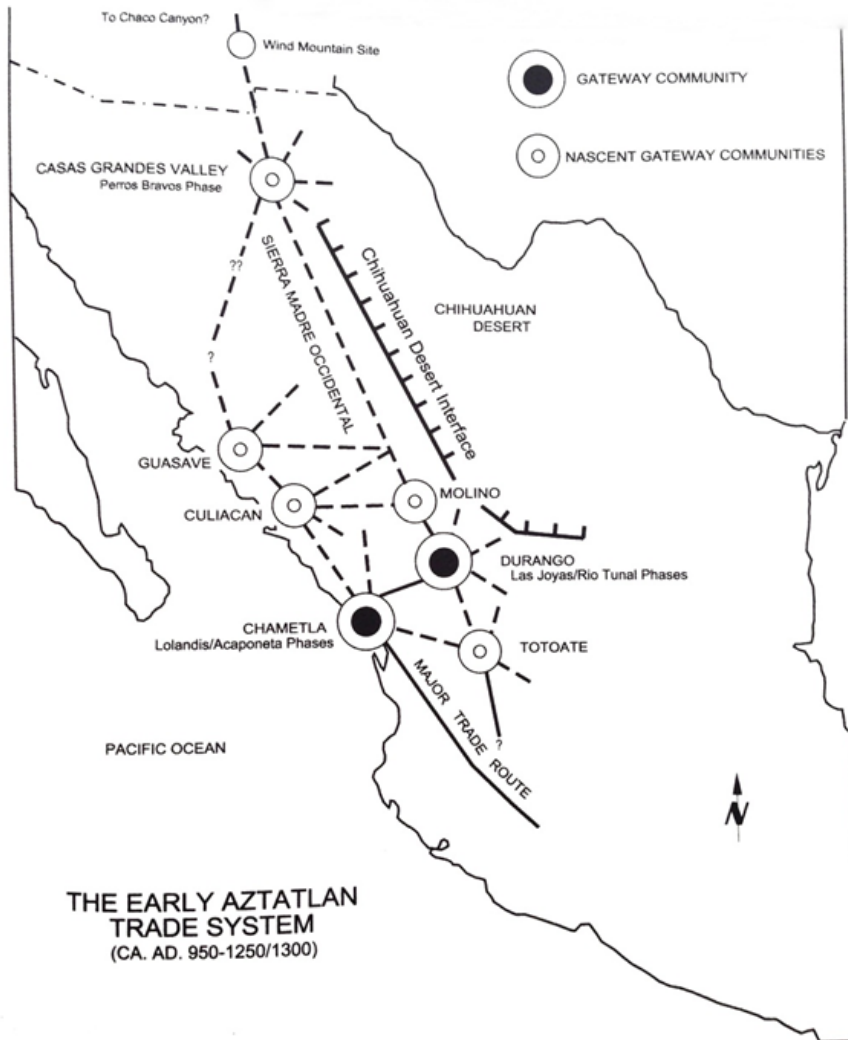 To Chaco Canyon?
Wind Mountain Site
GATEWAY COMMUNITY
NASCENT GATEWAY COMMUNITIES
CASAS GRANDES VALLEY
Perros Bravos Phase
??
SIERRA MADRE OCCIDENTAL
Chihuahuan Desert Interface
CHIHUAHUAN
DESERT
?
GUASAVE
CULIACAN
MOLINO
DURANGO
Las Joyas/Rio Tunal Phases
CHAMETLA
Lolandis/Acaponeta Phases
TOTOATE
MAJOR TRADE ROUTE
?
PACIFIC OCEAN
N
THE EARLY AZTATLAN
TRADE SYSTEM
(CA. AD. 950-1250/1300)